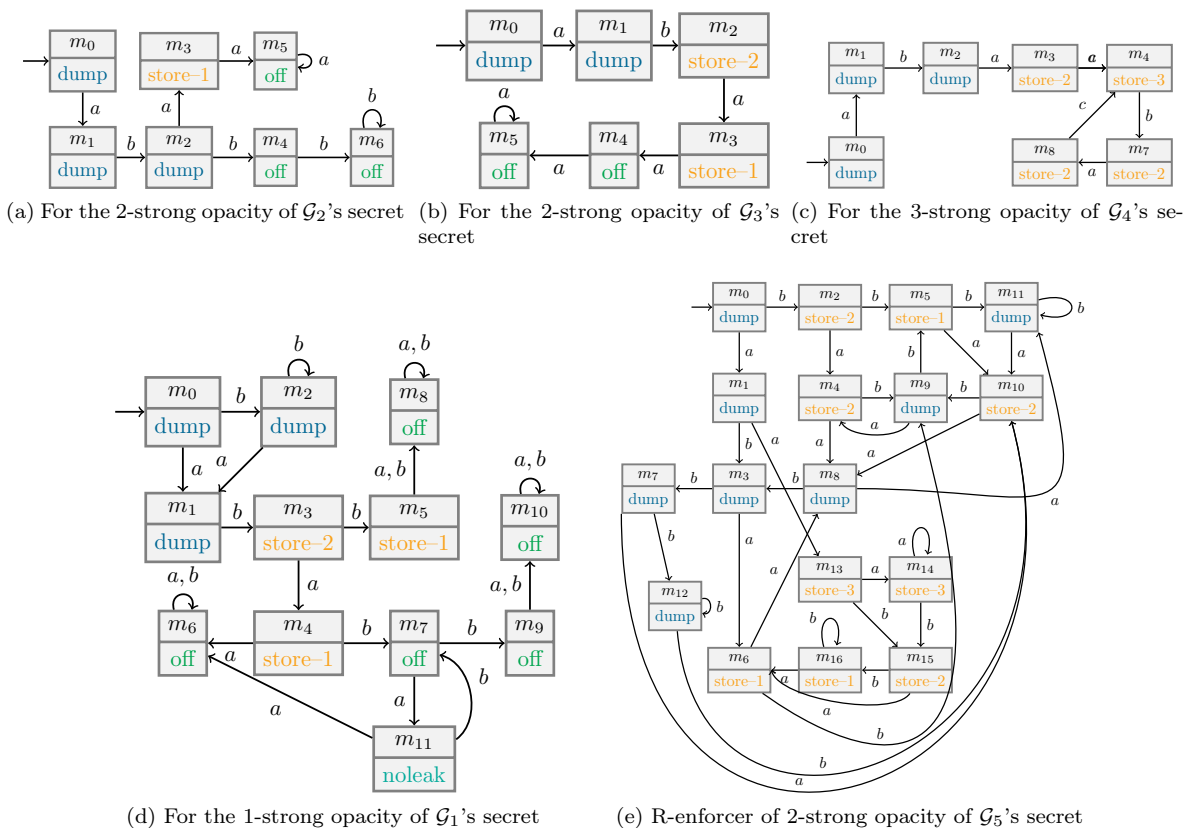 m0
dump
a
m1
dump
b
m2
dump
a
m3
store–1
a
m5
off
a
b
m4
off
b
m6
off
b
(a) For the 2-strong opacity of G2's secret
m0
dump
a
m1
dump
b
m2
store–2
a
m3
store–1
a
m4
off
a
m5
off
a
(b) For the 2-strong opacity of G3's
secret
m1
dump
b
m2
dump
a
m3
store–2
a
m4
store–3
a
m0
dump
c
b
m8
store–2
a
m7
store–2
(c) For the 3-strong opacity of G4's se-
cret
m0
dump
b
m2
dump
b
a
a
m1
dump
b
m3
store–2
b
m5
store–1
a, b
m8
off
a, b
a
m6
off
a, b
a
m4
store–1
b
m7
off
b
m9
off
a, b
m10
off
a, b
a
b
a
m11
noleak
(d) For the 1-strong opacity of G1's secret
m0
dump
b
m2
store–2
b
m5
store–1
b
m11
dump
b
a
a
b
a
a
m1
dump
m4
store–2
b
m9
dump
b
m10
store–2
a
b
a
a
a
m7
dump
b
m3
dump
b
m8
dump
a
b
a
a
m12
dump
b
m13
store–3
a
m14
store–3
a
b
b
m6
store–1
a
m16
store–1
b
b
m15
store–2
a
b
b
a
(e) R-enforcer of 2-strong opacity of G5's secret